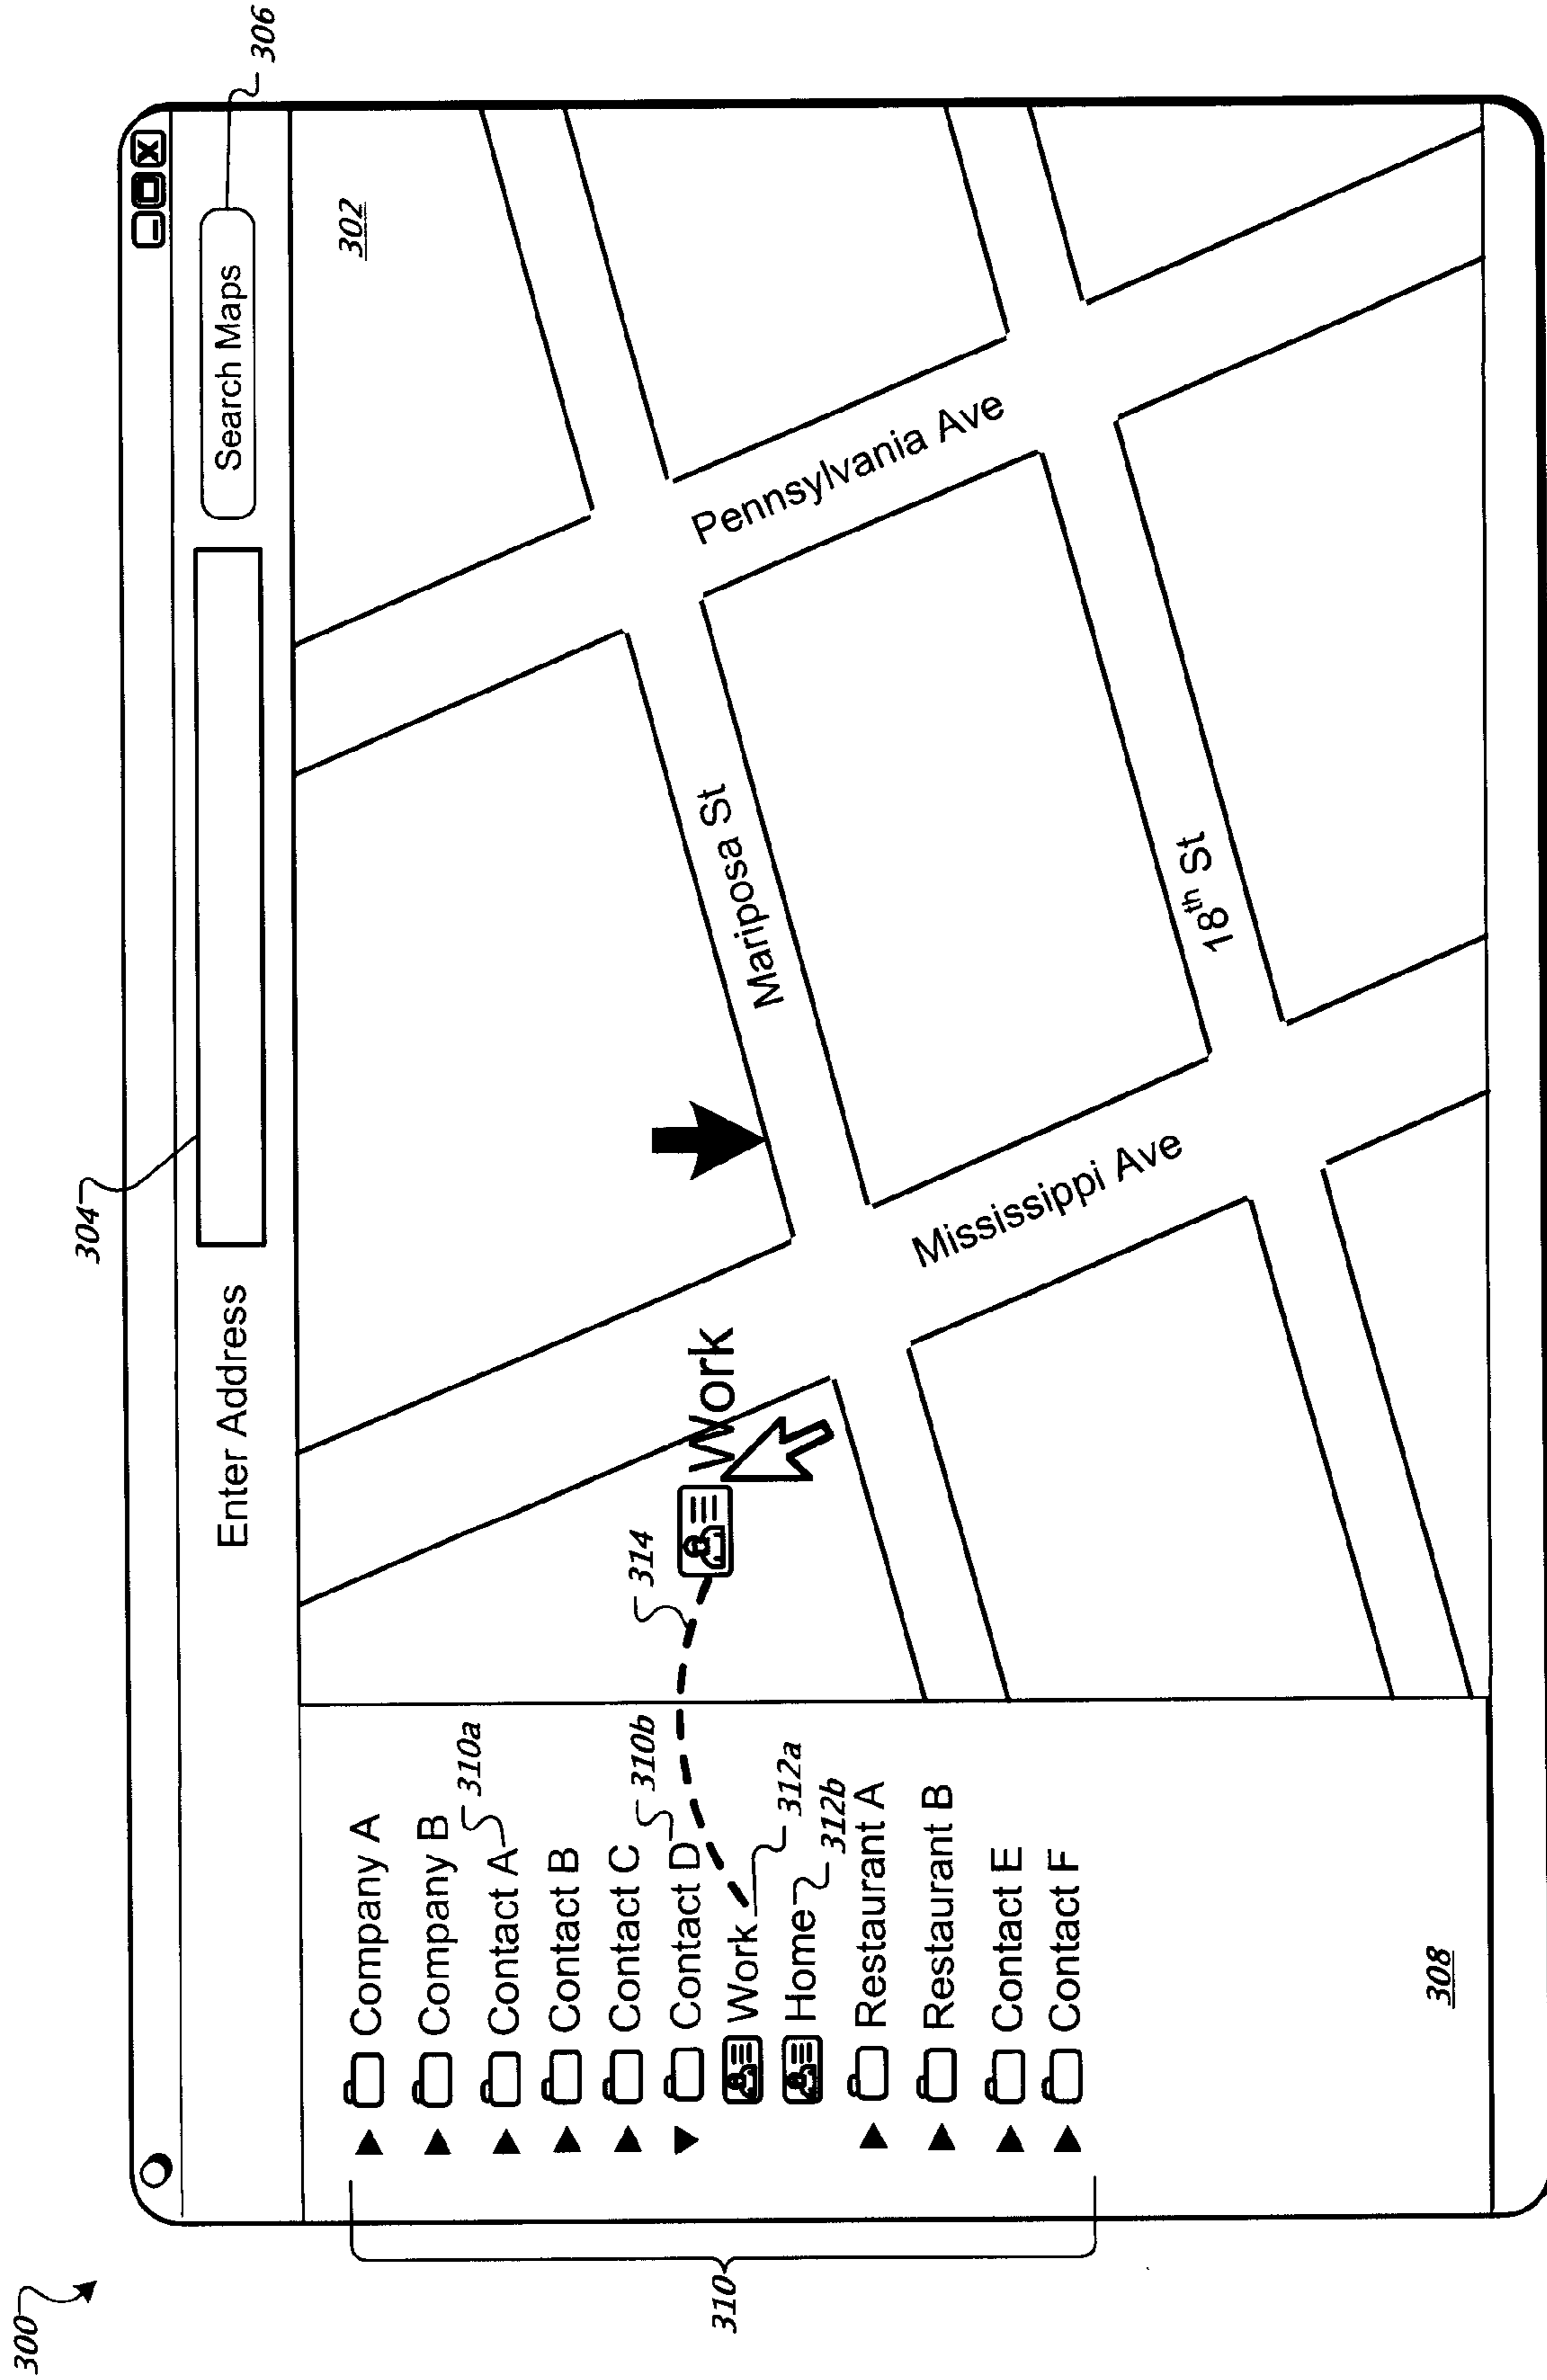 300
304
306
Enter Address
Search Maps
302
310
Company A
Company B
Contact A
310a
Contact B
Contact C
Contact D
310b
Work
312a
Home
312b
Restaurant A
Restaurant B
Contact E
Contact F
308
314
Work
Mariposa St
Pennsylvania Ave
Mississippi Ave
18th St